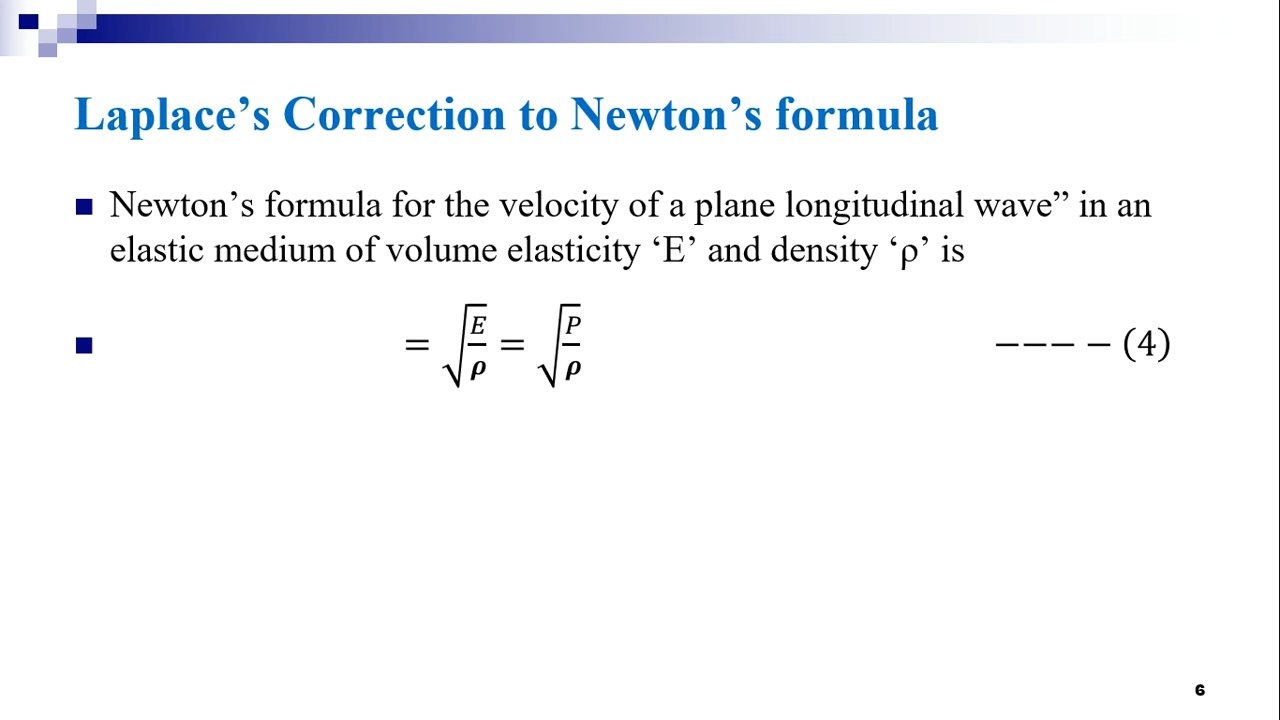 Laplace’s Correction to Newton’s formula
Newton’s formula for the velocity of a plane longitudinal wave” in an
elastic medium of volume elasticity ‘E’ and density ‘ρ’ is
= √(E/ρ) = √(P/ρ) −−− − (4)
6